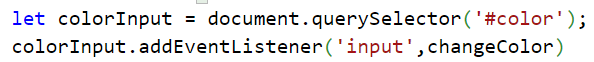 let colorInput = document.querySelector('#color');
colorInput.addEventListener('input',changeColor)